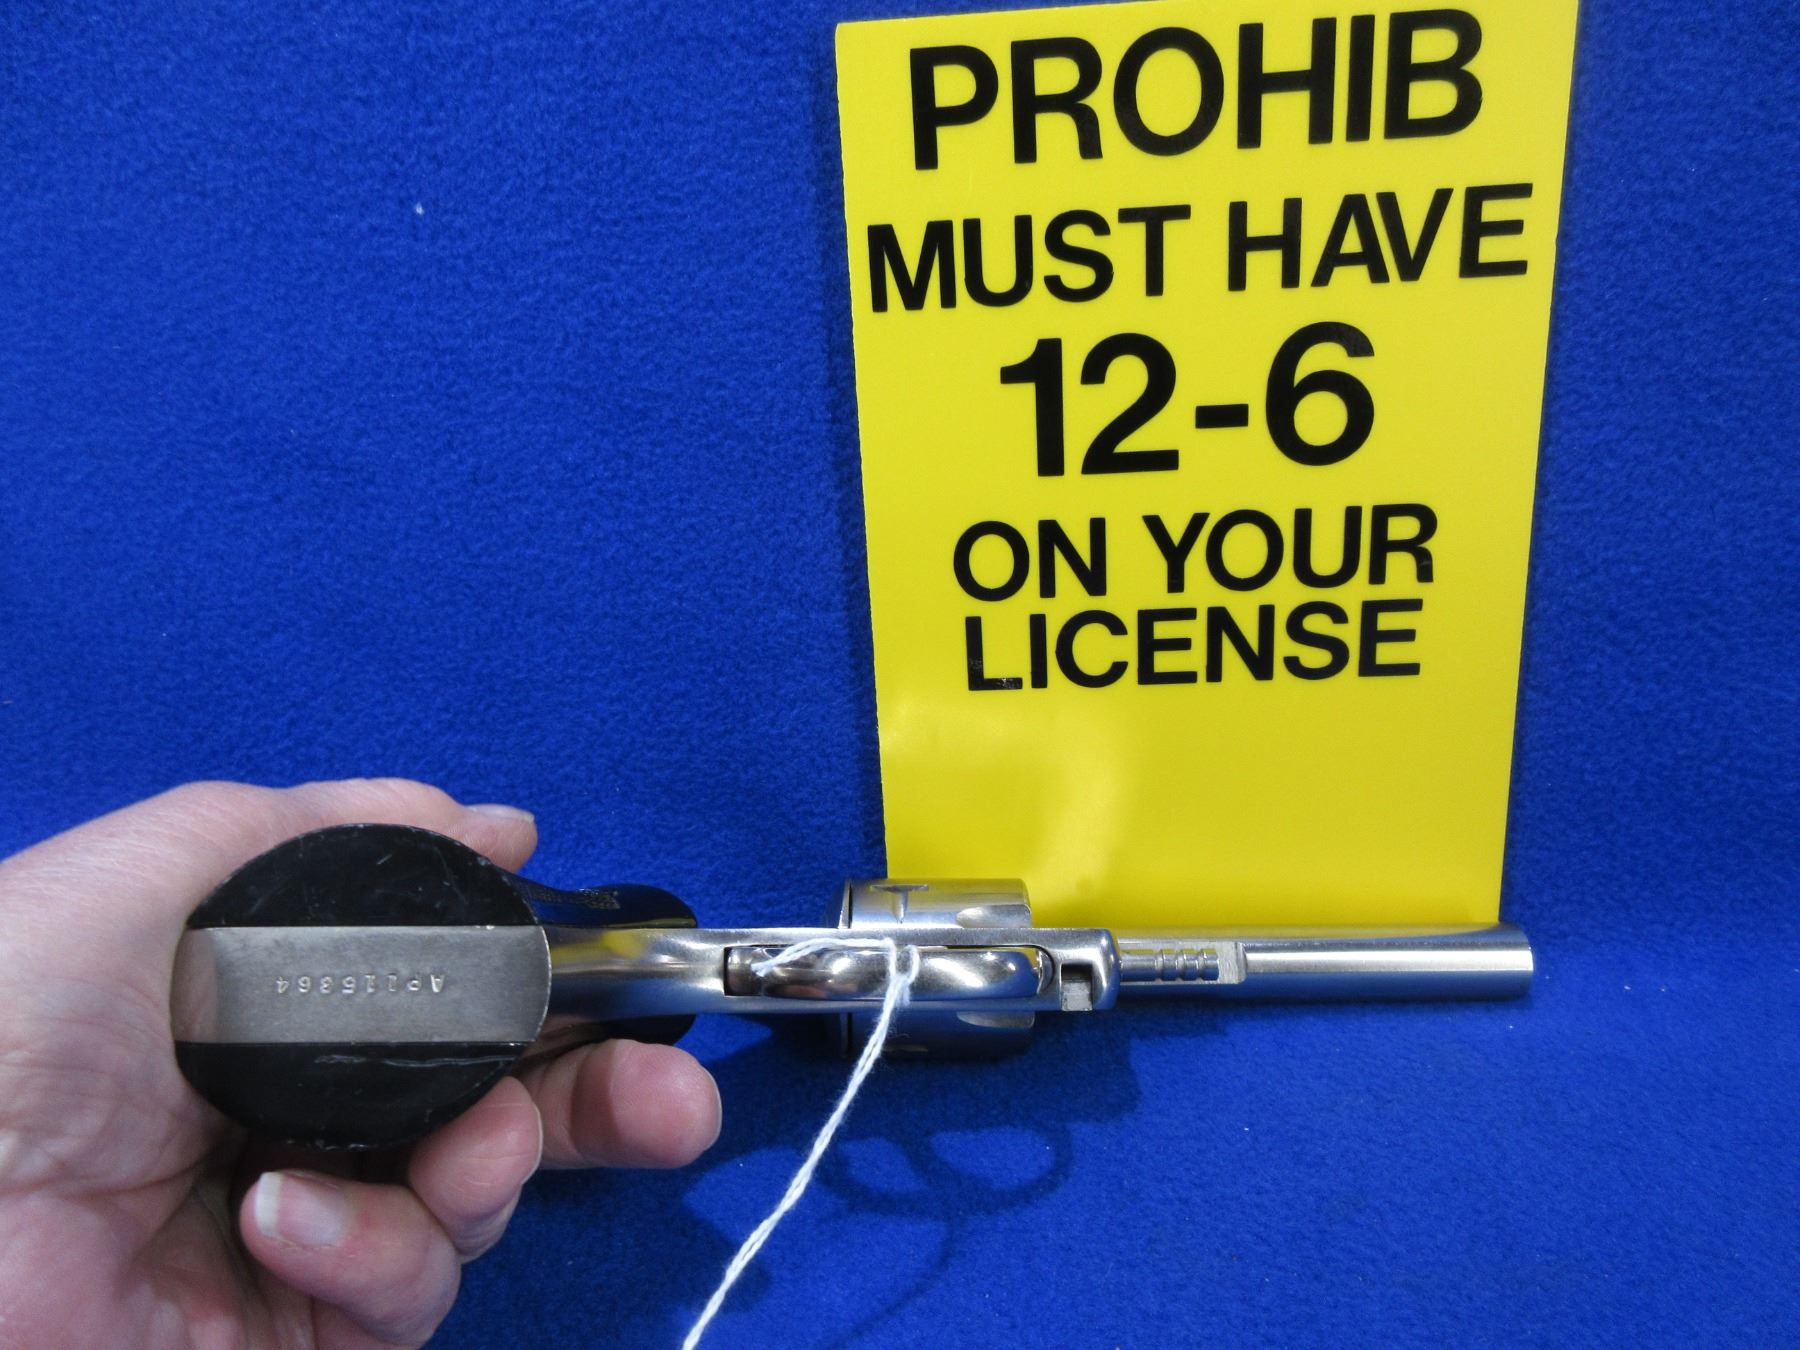 PROHIB
MUST HAVE
12-6
ON YOUR
LICENSE
AP115364